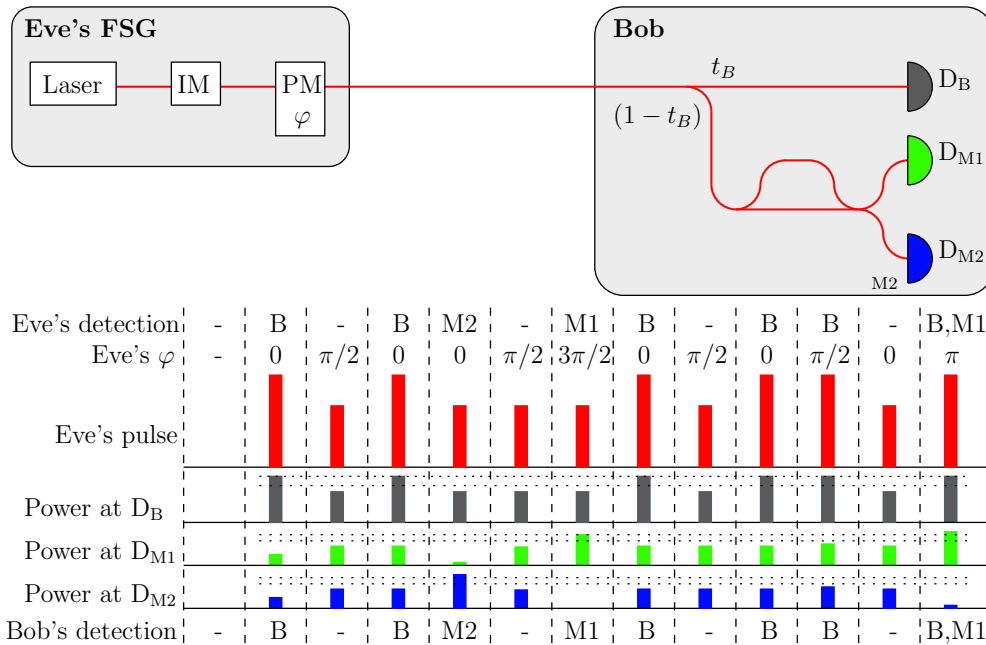 Eve's FSG
Bob
Laser
IM
PM
φ
t_B
(1 − t_B)
D_B
D_M1
D_M2
M2
Eve's detection - B - B M2 - M1 B - B B - B,M1
Eve's φ - 0 π/2 0 0 π/2 3π/2 0 π/2 0 π/2 0 π
Eve's pulse
Power at D_B
Power at D_M1
Power at D_M2
Bob's detection - B - B M2 - M1 B - B B - B,M1